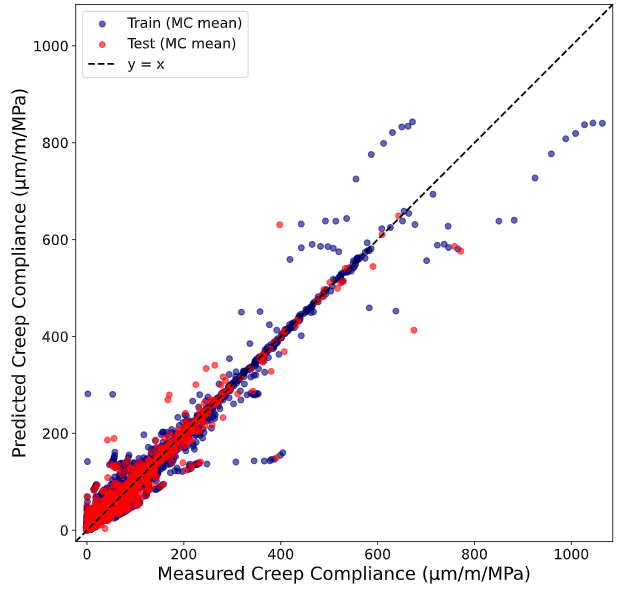 Train (MC mean)
Test (MC mean)
y = x
Predicted Creep Compliance (μm/m/MPa)
1000
800
600
400
200
0
0 200 400 600 800 1000
Measured Creep Compliance (μm/m/MPa)